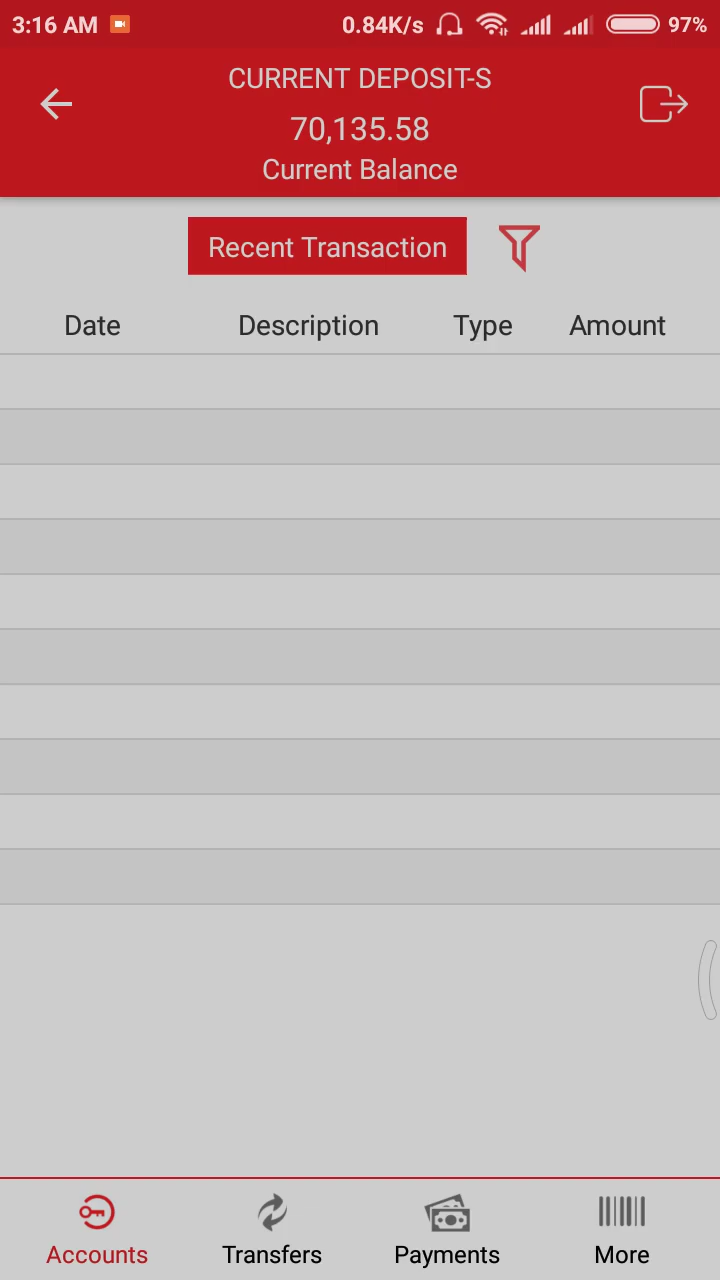 3:16 AM 0.84K/s 97%
CURRENT DEPOSIT-S
70,135.58
Current Balance
Recent Transaction
Date Description Type Amount
Accounts Transfers Payments More